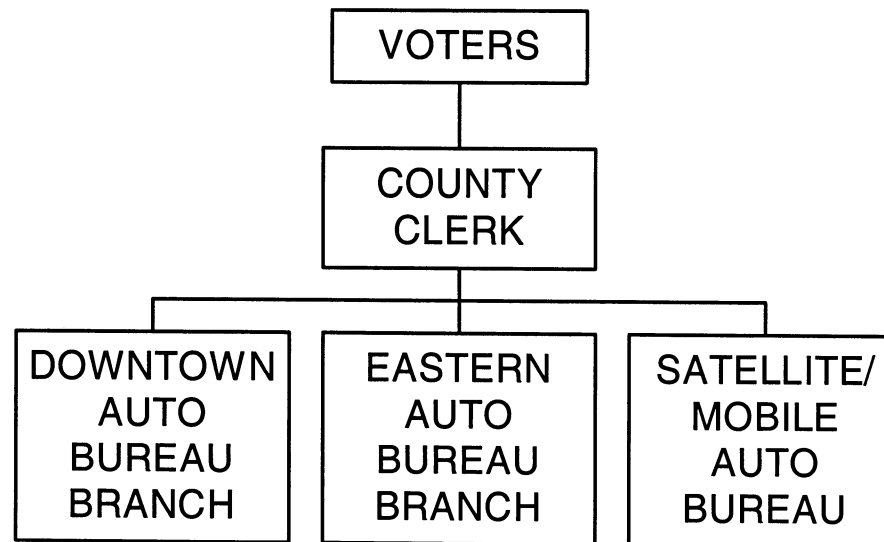 VOTERS
COUNTY
CLERK
DOWNTOWN
AUTO
BUREAU
BRANCH
EASTERN
AUTO
BUREAU
BRANCH
SATELLITE/
MOBILE
AUTO
BUREAU